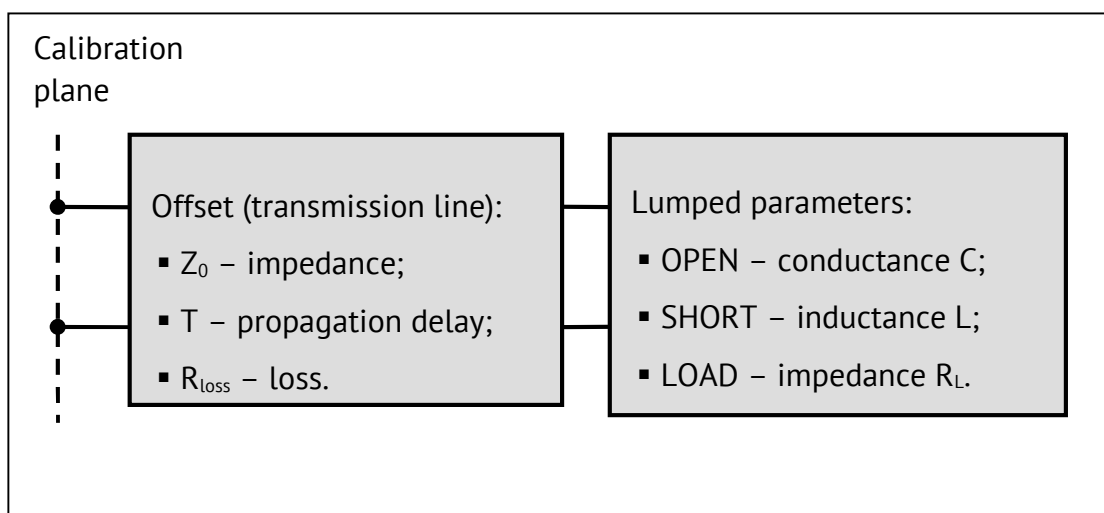 Calibration
plane
Offset (transmission line):
▪ Z₀ – impedance;
▪ T – propagation delay;
▪ Rloss – loss.
Lumped parameters:
▪ OPEN – conductance C;
▪ SHORT – inductance L;
▪ LOAD – impedance RL.